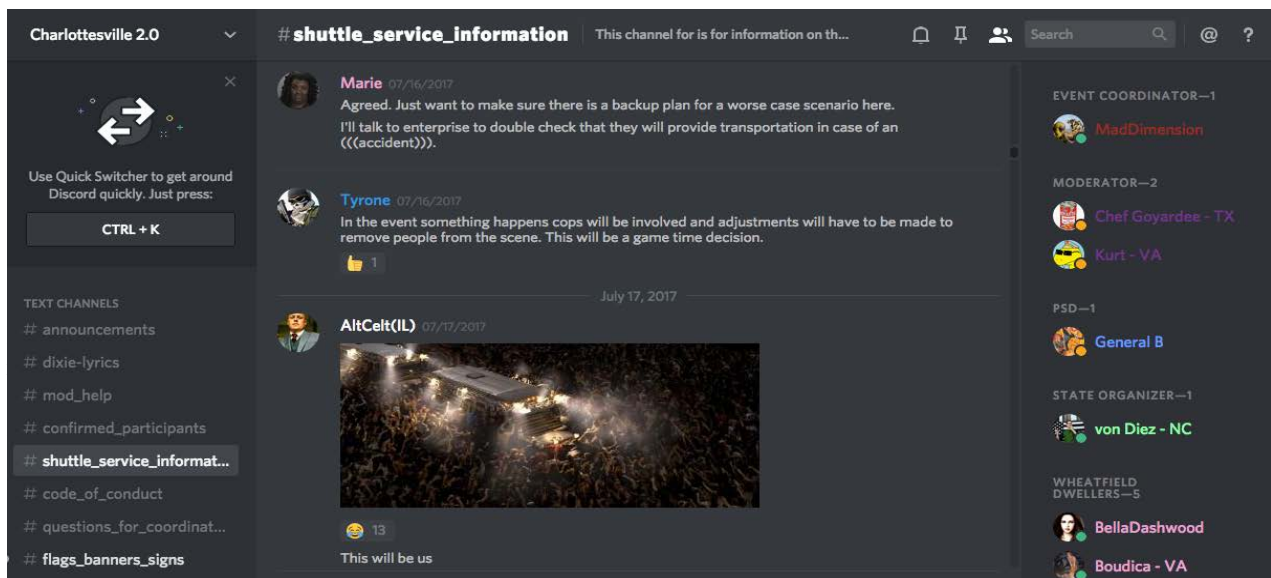 Charlottesville 2.0
#shuttle_service_information
This channel for is for information on th...
Search
@
?
Use Quick Switcher to get around
Discord quickly. Just press:
CTRL + K
TEXT CHANNELS
# announcements
# dixie-lyrics
# mod_help
# confirmed_participants
# shuttle_service_informat...
# code_of_conduct
# questions_for_coordinat...
# flags_banners_signs
Marie 07/16/2017
Agreed. Just want to make sure there is a backup plan for a worse case scenario here.
I'll talk to enterprise to double check that they will provide transportation in case of an
(((accident))).
Tyrone 07/16/2017
In the event something happens cops will be involved and adjustments will have to be made to
remove people from the scene. This will be a game time decision.
1
July 17, 2017
AltCelt(IL) 07/17/2017
13
This will be us
EVENT COORDINATOR—1
MadDimension
MODERATOR—2
Chef Goyardee - TX
Kurt - VA
PSD—1
General B
STATE ORGANIZER—1
von Diez - NC
WHEATFIELD
DWELLERS—5
BellaDashwood
Boudica - VA